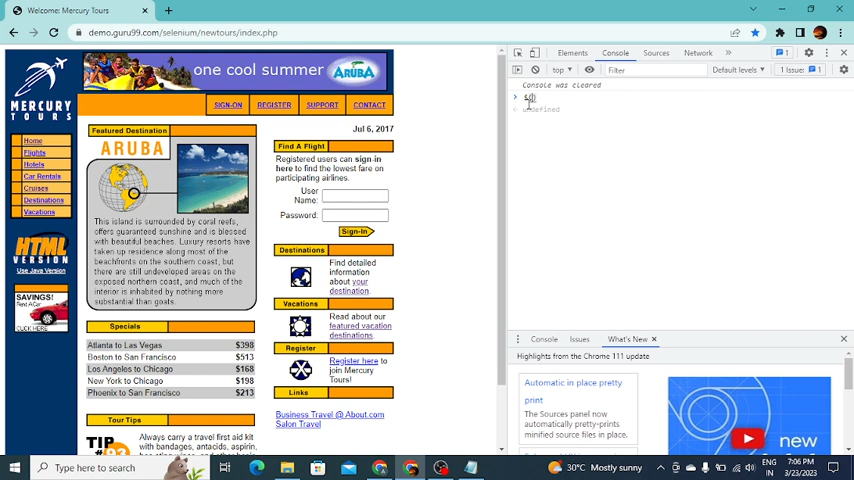 Welcome: Mercury Tours
demo.guru99.com/selenium/newtours/index.php
one cool summer
ARUBA
MERCURY
TOURS
SIGN-ON
REGISTER
SUPPORT
CONTACT
Jul 6, 2017
Home
Flights
Hotels
Car Rentals
Cruises
Destinations
Vacations
HTML
VERSION
Use Java Version
SAVINGS!
Rent A Car
CLICK HERE
Featured Destination
ARUBA
This island is surrounded by coral reefs,
offers guaranteed sunshine and is blessed
with beautiful beaches. Luxury resorts have
taken up residence along most of the
beachfronts on the southern coast, but
there are still undeveloped areas on the
exposed northern coast, and much of the
interior is inhabited by nothing more
substantial than goats.
Specials
Atlanta to Las Vegas $398
Boston to San Francisco $513
Los Angeles to Chicago $168
New York to Chicago $198
Phoenix to San Francisco $213
Tour Tips
TIP
Always carry a travel first aid kit
with bandages, antacids, aspirin,
Find A Flight
Registered users can sign-in
here to find the lowest fare on
participating airlines.
User
Name:
Password:
Sign-In
Destinations
Find detailed
information
about your
destination.
Vacations
Read about our
featured vacation
destinations.
Register
Register here to
join Mercury
Tours!
Links
Business Travel @ About.com
Salon Travel
Elements Console Sources Network » 1
top Filter Default levels 1 Issue: 1
Console was cleared
undefined
Console Issues What's New
Highlights from the Chrome 111 update
Automatic in place pretty
print
The Sources panel now
automatically pretty-prints
minified source files in place.
new
Type here to search
30°C Mostly sunny
ENG
IN
7:06 PM
3/23/2023